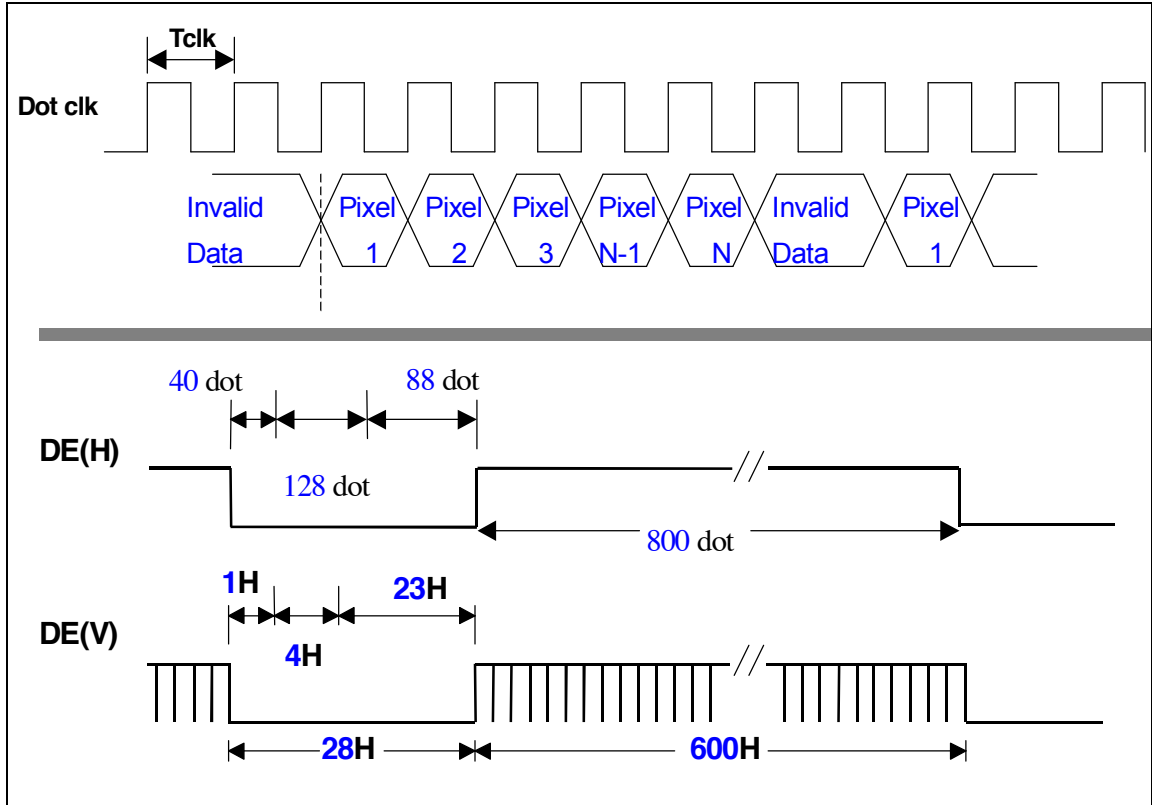 Tclk
Dot clk
Invalid Data
Pixel 1
Pixel 2
Pixel 3
Pixel N-1
Pixel N
Invalid Data
Pixel 1
40 dot
88 dot
DE(H)
128 dot
800 dot
1H
23H
DE(V)
4H
28H
600H